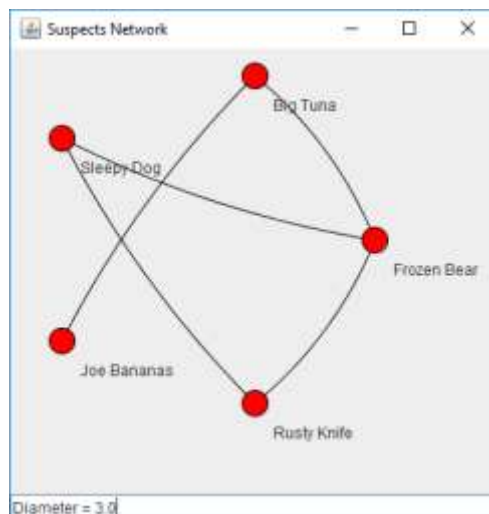 Suspects Network
Big Tuna
Sleepy Dog
Frozen Bear
Joe Bananas
Rusty Knife
Diameter = 3.0